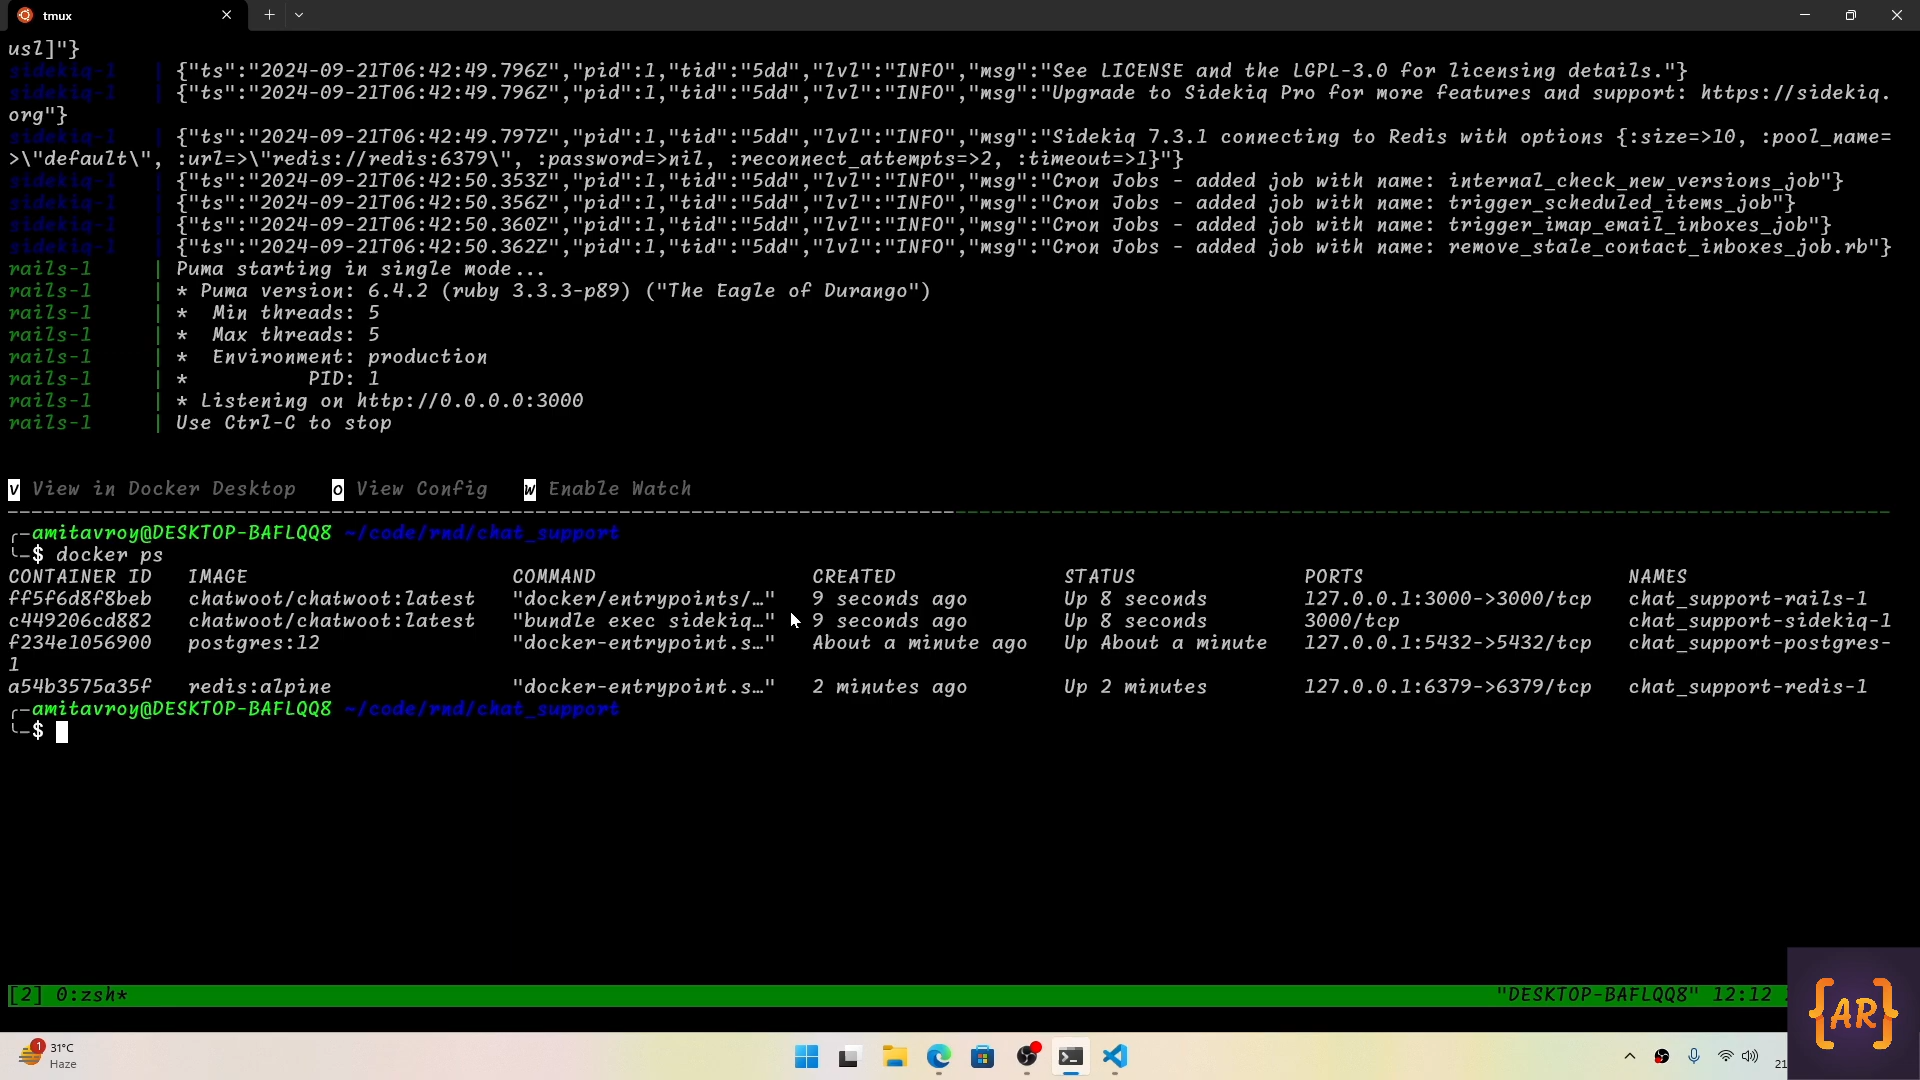 tmux
usl]"}
sidekiq-1 | {"ts":"2024-09-21T06:42:49.796Z","pid":1,"tid":"5dd","lvl":"INFO","msg":"See LICENSE and the LGPL-3.0 for licensing details."}
sidekiq-1 | {"ts":"2024-09-21T06:42:49.796Z","pid":1,"tid":"5dd","lvl":"INFO","msg":"Upgrade to Sidekiq Pro for more features and support: https://sidekiq.
org"}
sidekiq-1 | {"ts":"2024-09-21T06:42:49.797Z","pid":1,"tid":"5dd","lvl":"INFO","msg":"Sidekiq 7.3.1 connecting to Redis with options {:size=>10, :pool_name=
>\"default\", :url=>\"redis://redis:6379\", :password=>nil, :reconnect_attempts=>2, :timeout=>1}"}
sidekiq-1 | {"ts":"2024-09-21T06:42:50.353Z","pid":1,"tid":"5dd","lvl":"INFO","msg":"Cron Jobs - added job with name: internal_check_new_versions_job"}
sidekiq-1 | {"ts":"2024-09-21T06:42:50.356Z","pid":1,"tid":"5dd","lvl":"INFO","msg":"Cron Jobs - added job with name: trigger_scheduled_items_job"}
sidekiq-1 | {"ts":"2024-09-21T06:42:50.360Z","pid":1,"tid":"5dd","lvl":"INFO","msg":"Cron Jobs - added job with name: trigger_imap_email_inboxes_job"}
sidekiq-1 | {"ts":"2024-09-21T06:42:50.362Z","pid":1,"tid":"5dd","lvl":"INFO","msg":"Cron Jobs - added job with name: remove_stale_contact_inboxes_job.rb"}
rails-1 | Puma starting in single mode...
rails-1 | * Puma version: 6.4.2 (ruby 3.3.3-p89) ("The Eagle of Durango")
rails-1 | * Min threads: 5
rails-1 | * Max threads: 5
rails-1 | * Environment: production
rails-1 | * PID: 1
rails-1 | * Listening on http://0.0.0.0:3000
rails-1 | Use Ctrl-C to stop
v View in Docker Desktop o View Config w Enable Watch
╭─amitavroy@DESKTOP-BAFLQQ8 ~/code/rnd/chat_support
╰─$ docker ps
CONTAINER ID IMAGE COMMAND CREATED STATUS PORTS NAMES
ff5f6d8f8beb chatwoot/chatwoot:latest "docker/entrypoints/…" 9 seconds ago Up 8 seconds 127.0.0.1:3000->3000/tcp chat_support-rails-1
c449206cd882 chatwoot/chatwoot:latest "bundle exec sidekiq…" 9 seconds ago Up 8 seconds 3000/tcp chat_support-sidekiq-1
f234e1056900 postgres:12 "docker-entrypoint.s…" About a minute ago Up About a minute 127.0.0.1:5432->5432/tcp chat_support-postgres-
1
a54b3575a35f redis:alpine "docker-entrypoint.s…" 2 minutes ago Up 2 minutes 127.0.0.1:6379->6379/tcp chat_support-redis-1
╭─amitavroy@DESKTOP-BAFLQQ8 ~/code/rnd/chat_support
╰─$
[2] 0:zsh* "DESKTOP-BAFLQQ8" 12:12
{AR}
1 31°C
Haze
21